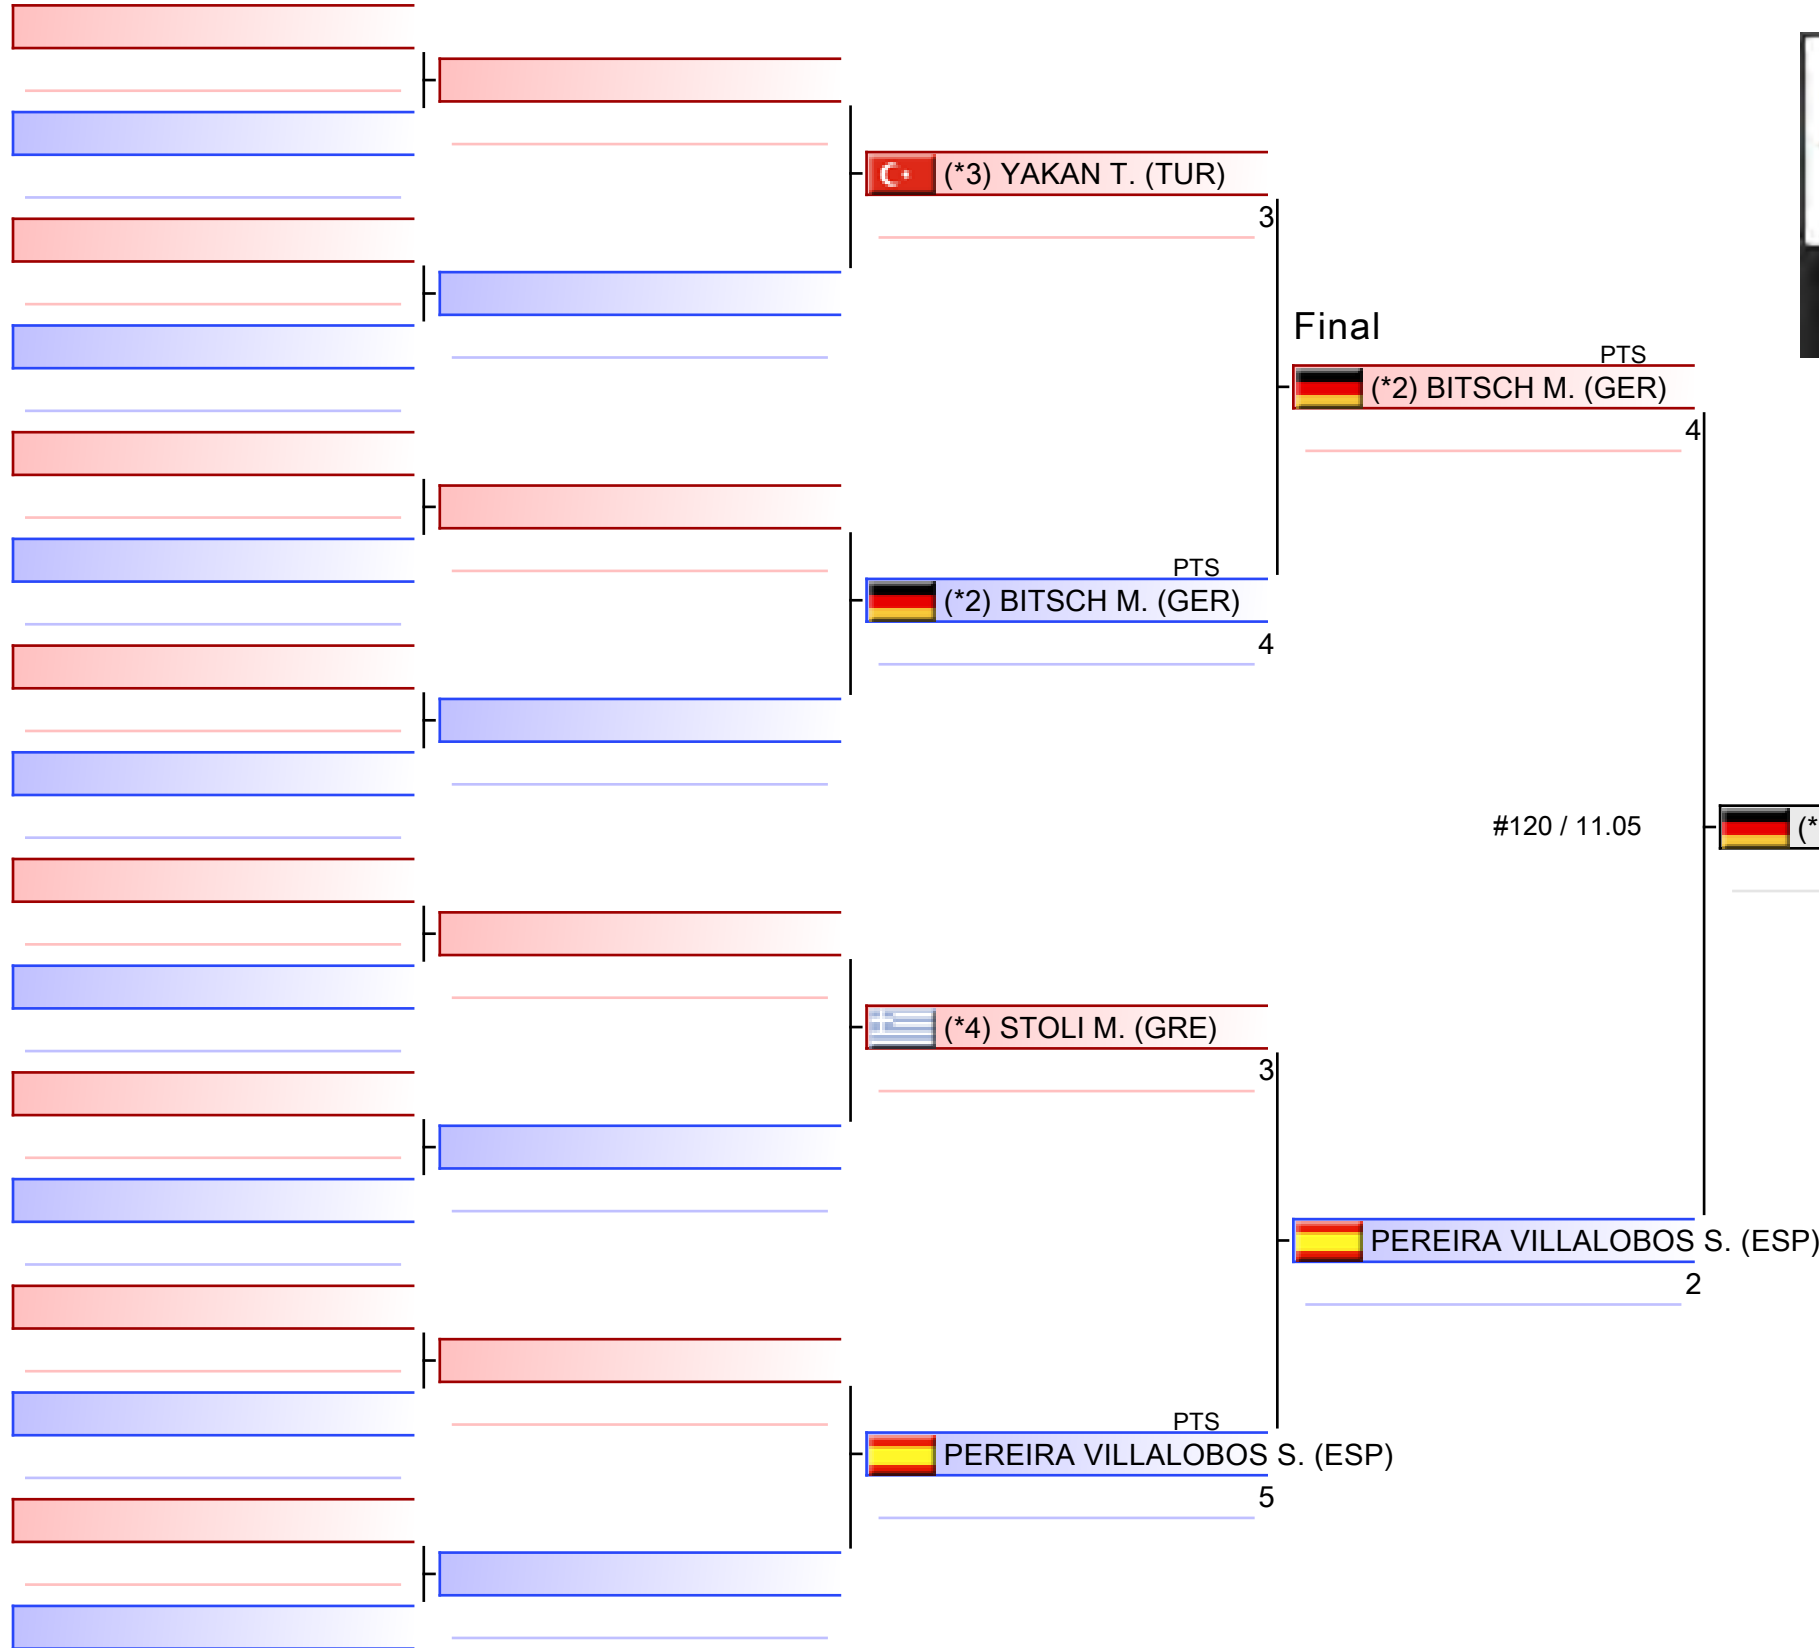 (*3) YAKAN T. (TUR)
3
Final
PTS
(*2) BITSCH M. (GER)
4
PTS
(*2) BITSCH M. (GER)
4
#120 / 11.05
(*
(*4) STOLI M. (GRE)
3
PEREIRA VILLALOBOS S. (ESP)
2
PTS
PEREIRA VILLALOBOS S. (ESP)
5